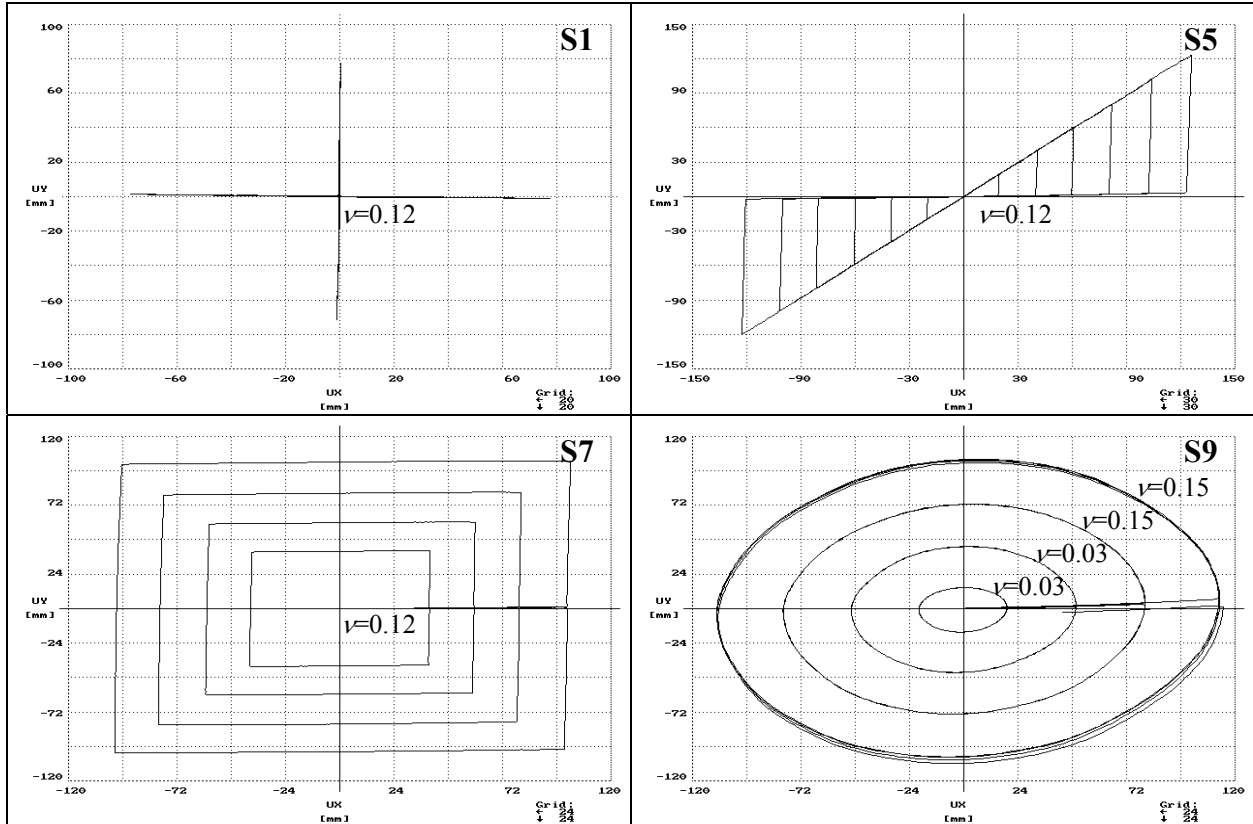 S1
100
60
20
UY
[mm]
ν=0.12
-20
-60
-100
-100 -60 -20 20 60 100
UX
[mm]
Grid:
← 20
↓ 20
S5
150
90
30
UY
[mm]
ν=0.12
-30
-90
-150
-150 -90 -30 30 90 150
UX
[mm]
Grid:
← 30
↓ 30
S7
120
72
24
UY
[mm]
ν=0.12
-24
-72
-120
-120 -72 -24 24 72 120
UX
[mm]
Grid:
← 24
↓ 24
S9
120
ν=0.15
72
ν=0.15
ν=0.03
24
ν=0.03
UY
[mm]
-24
-72
-120
-120 -72 -24 24 72 120
UX
[mm]
Grid:
← 24
↓ 24